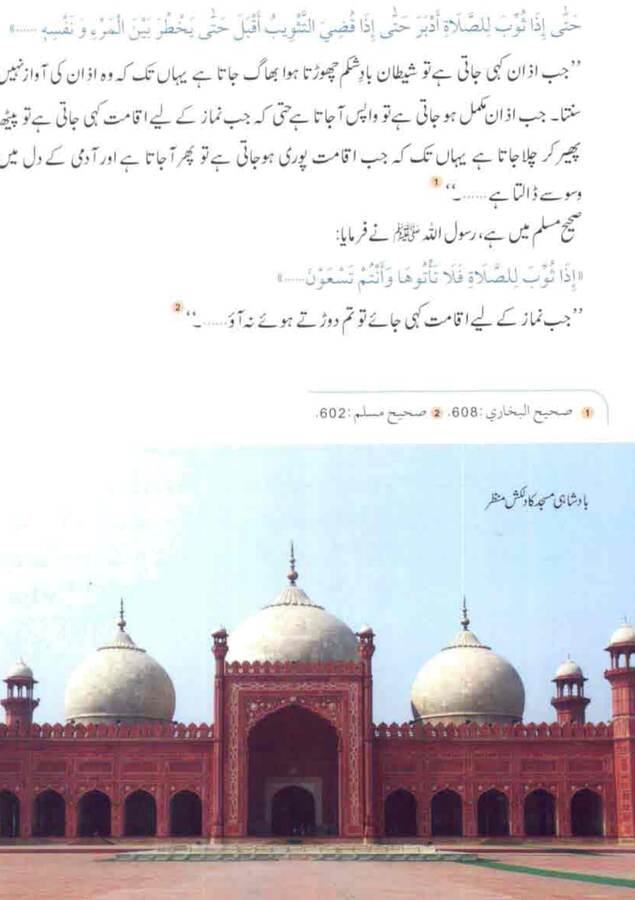 حَتّٰى إِذَا ثُوِّبَ لِلصَّلَاةِ أَدْبَرَ حَتّٰى إِذَا قُضِيَ التَّثْوِيبُ أَقْبَلَ حَتّٰى يَخْطُرَ بَيْنَ الْمَرْءِ وَ نَفْسِهٖ ......»
’’جب اذان کہی جاتی ہے تو شیطان بادِ شکم چھوڑتا ہوا بھاگ جاتا ہے یہاں تک کہ وہ اذان کی آواز نہیں
سنتا۔ جب اذان مکمل ہو جاتی ہے تو واپس آجاتا ہے حتی کہ جب نماز کے لیے اقامت کہی جاتی ہے تو پیٹھ
پھیر کر چلا جاتا ہے یہاں تک کہ جب اقامت پوری ہو جاتی ہے تو پھر آجاتا ہے اور آدمی کے دل میں
وسوسے ڈالتا ہے......۔‘‘ 1
صحیح مسلم میں ہے، رسول اللہ ﷺ نے فرمایا:
«إِذَا ثُوِّبَ لِلصَّلَاةِ فَلَا تَأْتُوهَا وَأَنْتُمْ تَسْعَوْنَ......»
’’جب نماز کے لیے اقامت کہی جائے تو تم دوڑتے ہوئے نہ آؤ......۔‘‘ 2
1 صحيح البخاري:608. 2 صحيح مسلم:602.
بادشاہی مسجد کا دلکش منظر